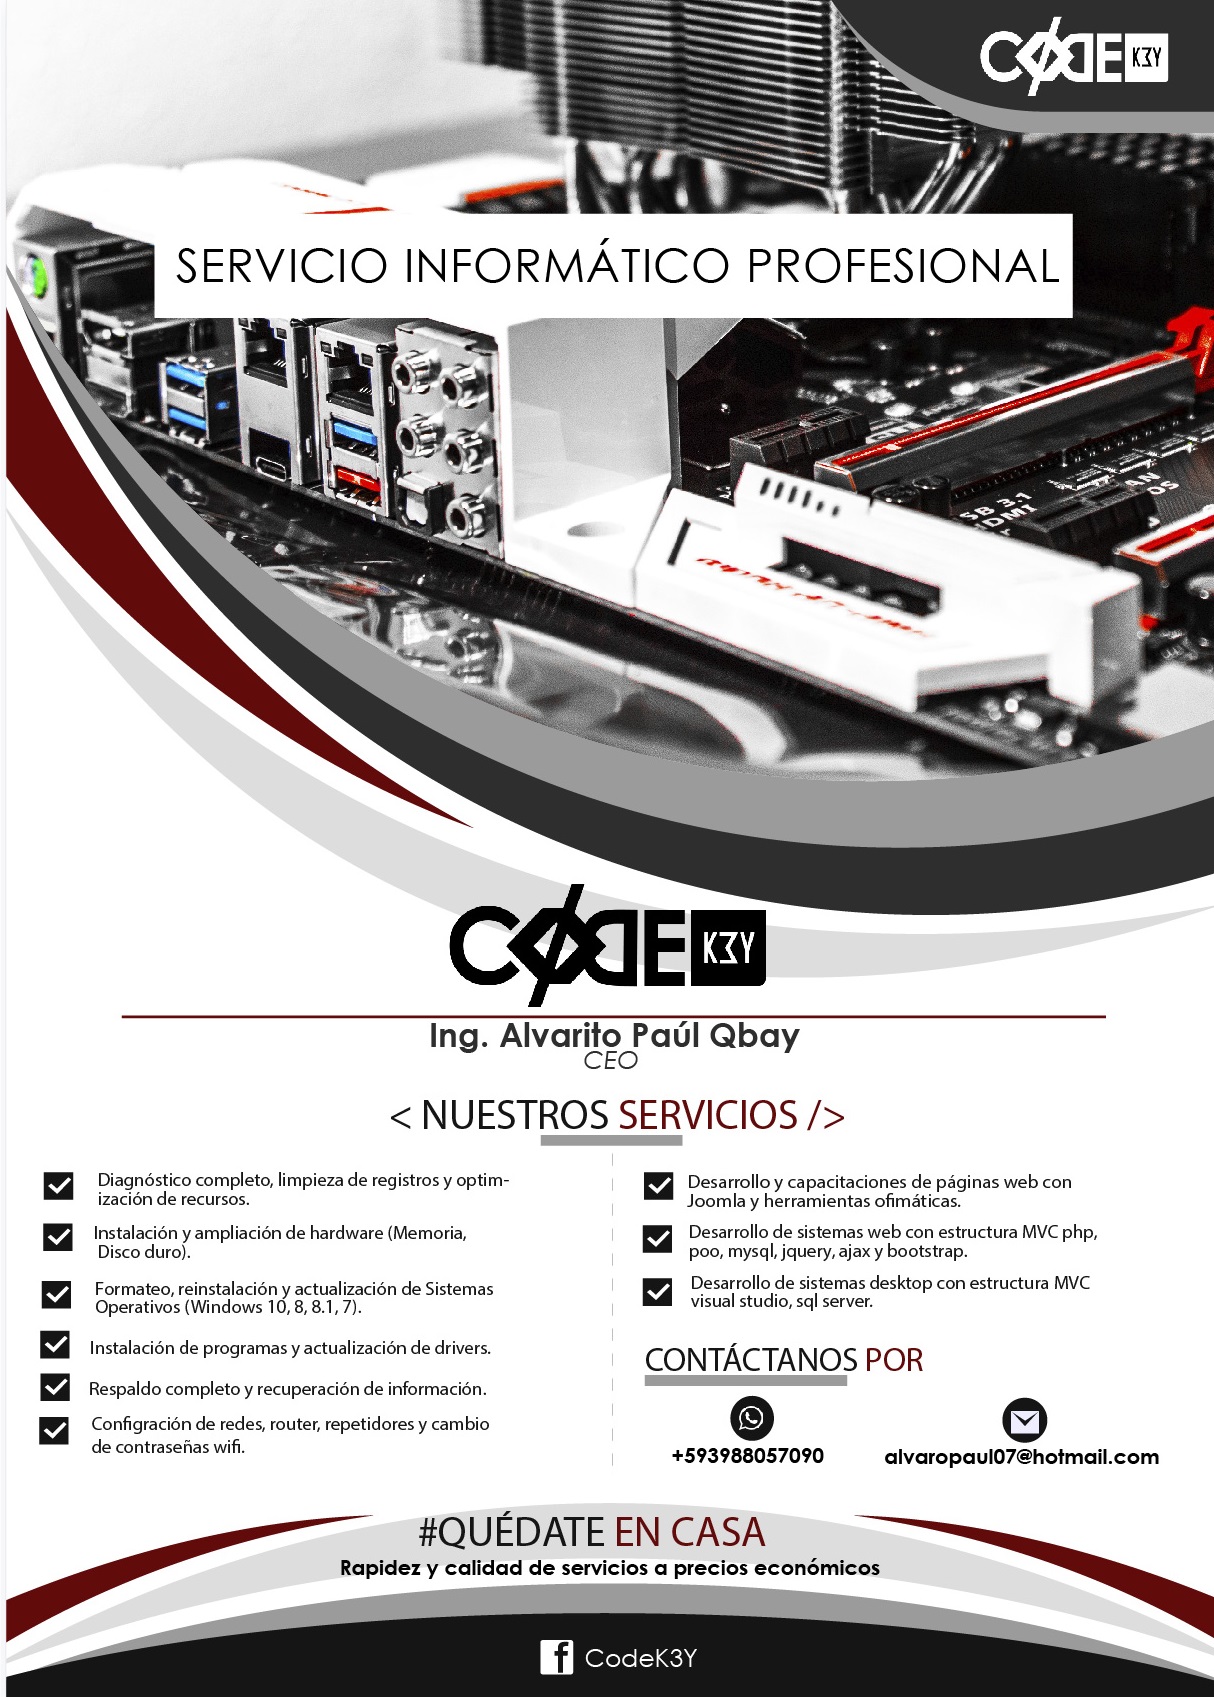 CODE K3Y
SERVICIO INFORMÁTICO PROFESIONAL
SB 3.1
HDMI
CODE K3Y
Ing. Alvarito Paúl Qbay
CEO
< NUESTROS SERVICIOS />
Diagnóstico completo, limpieza de registros y optim-
ización de recursos.
Instalación y ampliación de hardware (Memoria,
Disco duro).
Formateo, reinstalación y actualización de Sistemas
Operativos (Windows 10, 8, 8.1, 7).
Instalación de programas y actualización de drivers.
Respaldo completo y recuperación de información.
Configración de redes, router, repetidores y cambio
de contraseñas wifi.
Desarrollo y capacitaciones de páginas web con
Joomla y herramientas ofimáticas.
Desarrollo de sistemas web con estructura MVC php,
poo, mysql, jquery, ajax y bootstrap.
Desarrollo de sistemas desktop con estructura MVC
visual studio, sql server.
CONTÁCTANOS POR
+593988057090
alvaropaul07@hotmail.com
#QUÉDATE EN CASA
Rapidez y calidad de servicios a precios económicos
CodeK3Y